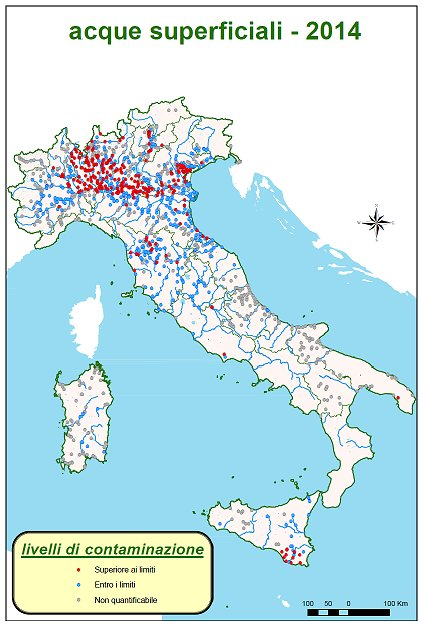 acque superficiali - 2014
N
W
E
S
livelli di contaminazione
Superiore ai limiti
Entro i limiti
Non quantificabile
100 50 0 100 Km